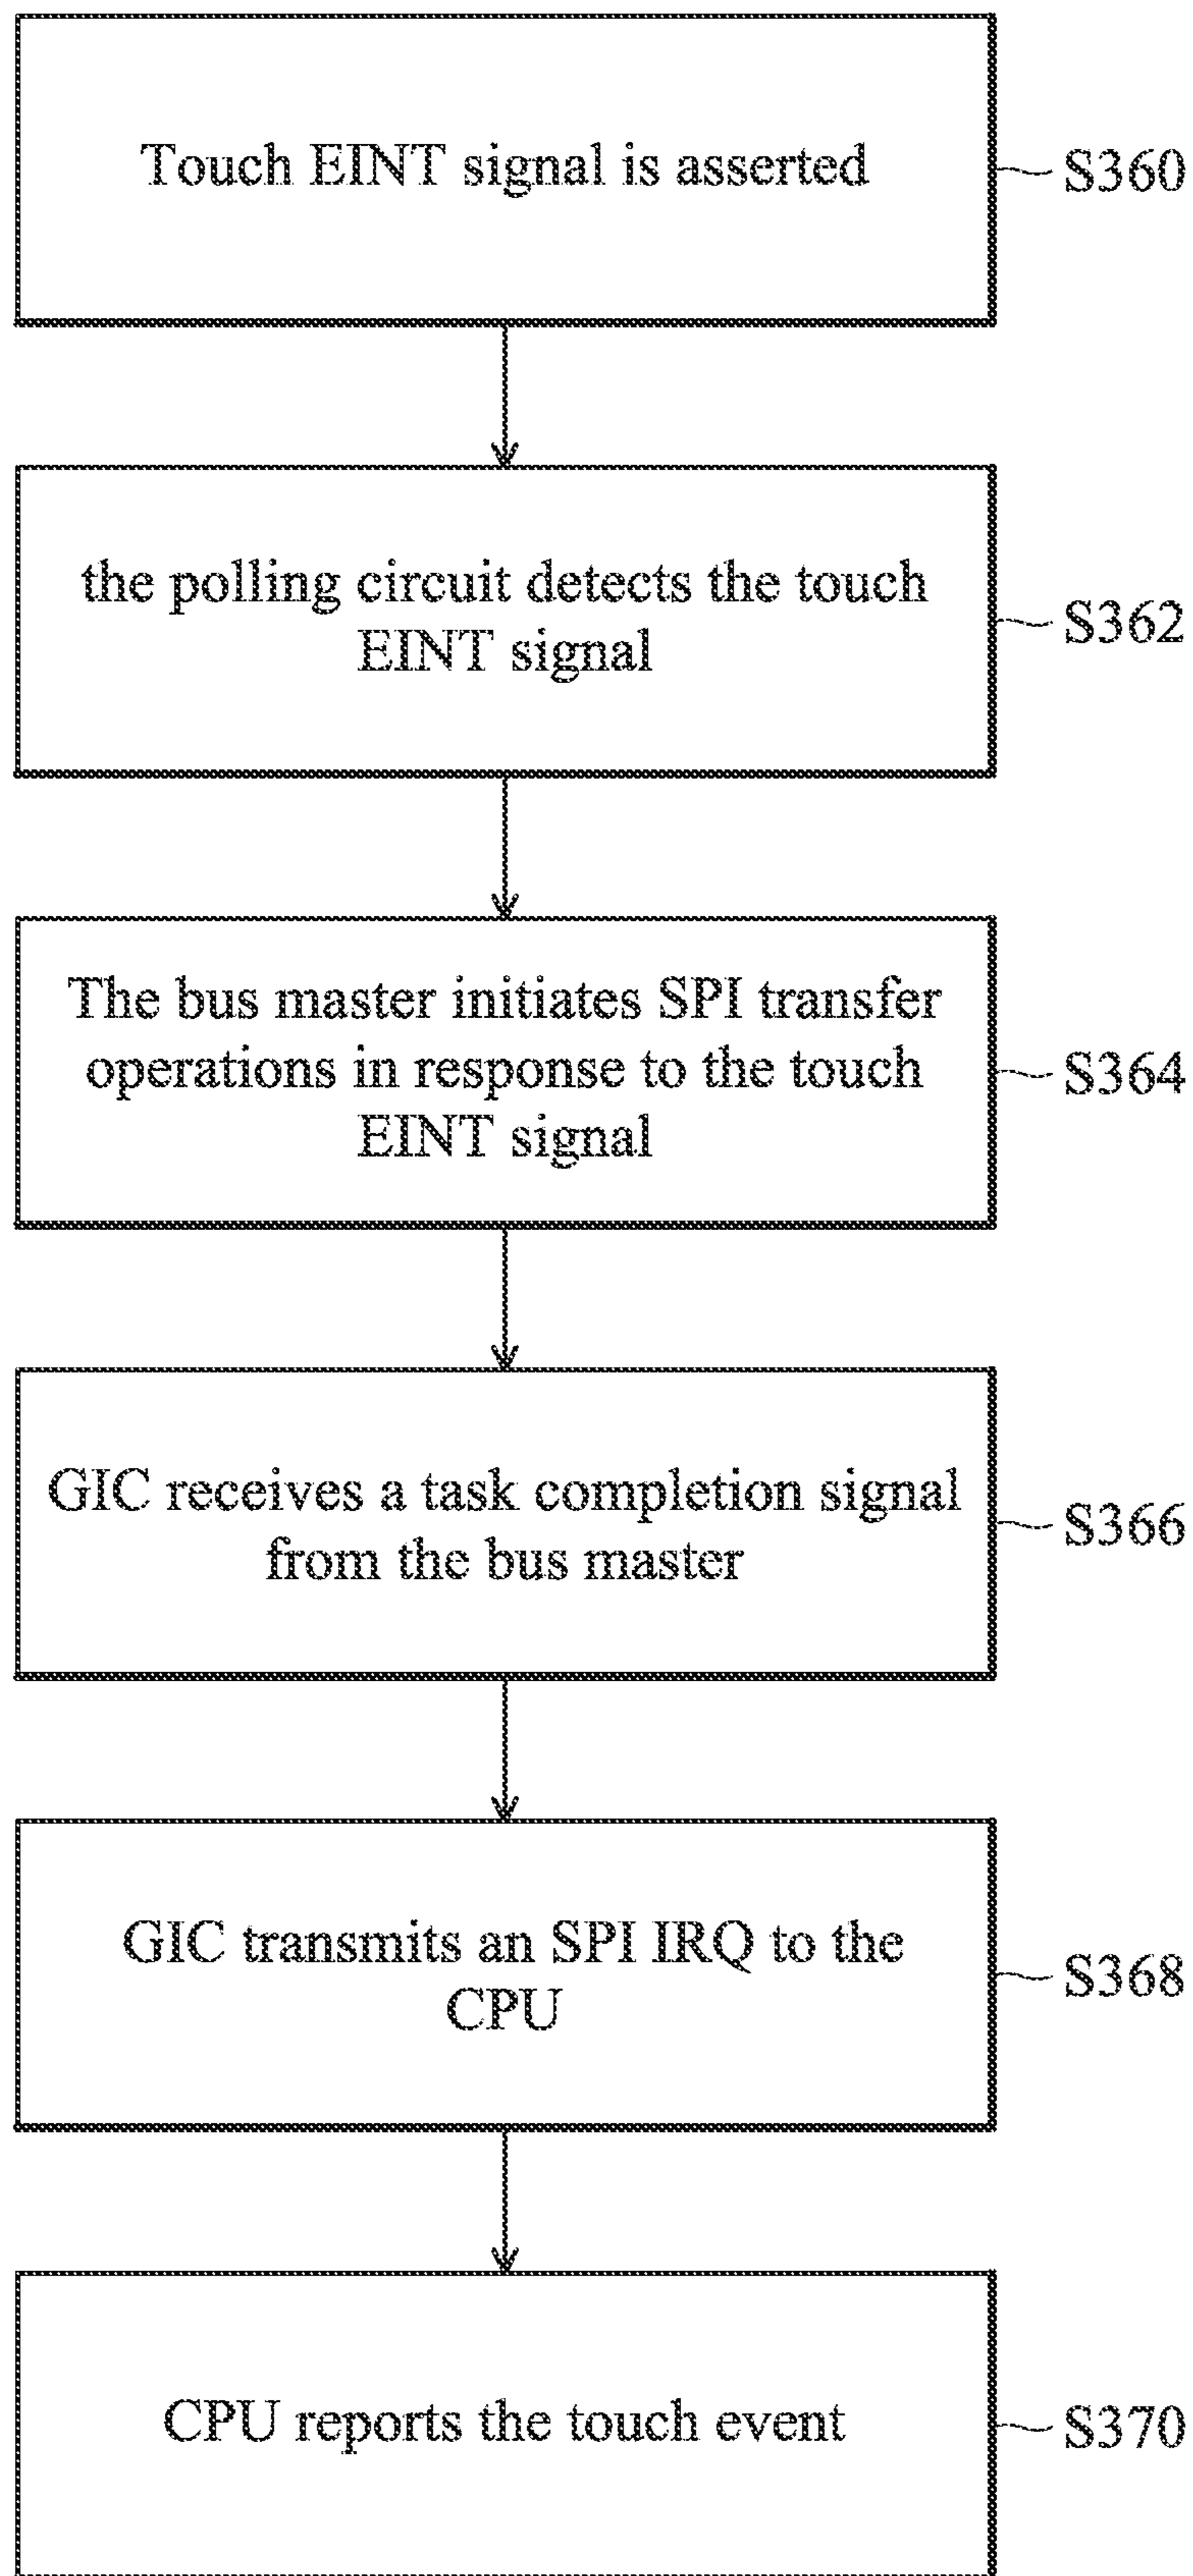 Touch EINT signal is asserted
S360
the polling circuit detects the touch
EINT signal
S362
The bus master initiates SPI transfer
operations in response to the touch
EINT signal
S364
GIC receives a task completion signal
from the bus master
S366
GIC transmits an SPI IRQ to the
CPU
S368
CPU reports the touch event
S370